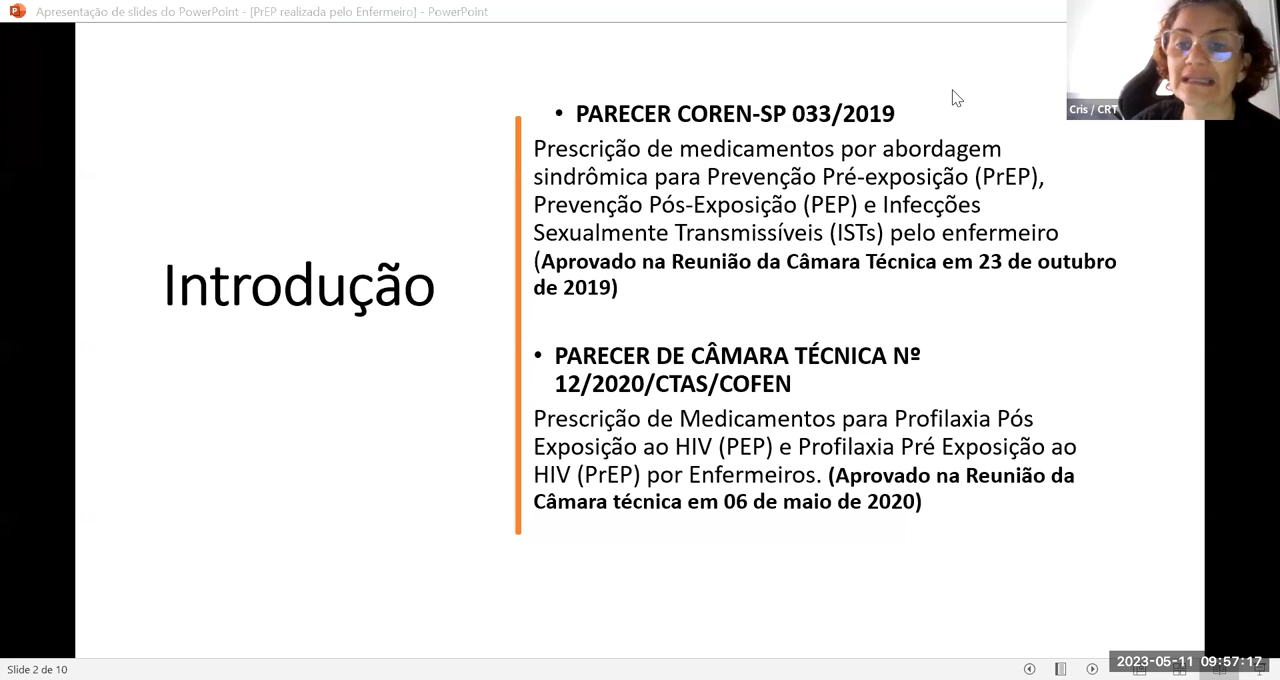 Apresentação de slides do PowerPoint - [PrEP realizada pelo Enfermeiro] - PowerPoint
Cris / CRT
Introdução
• PARECER COREN-SP 033/2019
Prescrição de medicamentos por abordagem
sindrômica para Prevenção Pré-exposição (PrEP),
Prevenção Pós-Exposição (PEP) e Infecções
Sexualmente Transmissíveis (ISTs) pelo enfermeiro
(Aprovado na Reunião da Câmara Técnica em 23 de outubro
de 2019)
• PARECER DE CÂMARA TÉCNICA Nº
12/2020/CTAS/COFEN
Prescrição de Medicamentos para Profilaxia Pós
Exposição ao HIV (PEP) e Profilaxia Pré Exposição ao
HIV (PrEP) por Enfermeiros. (Aprovado na Reunião da
Câmara técnica em 06 de maio de 2020)
Slide 2 de 10
2023-05-11 09:57:17